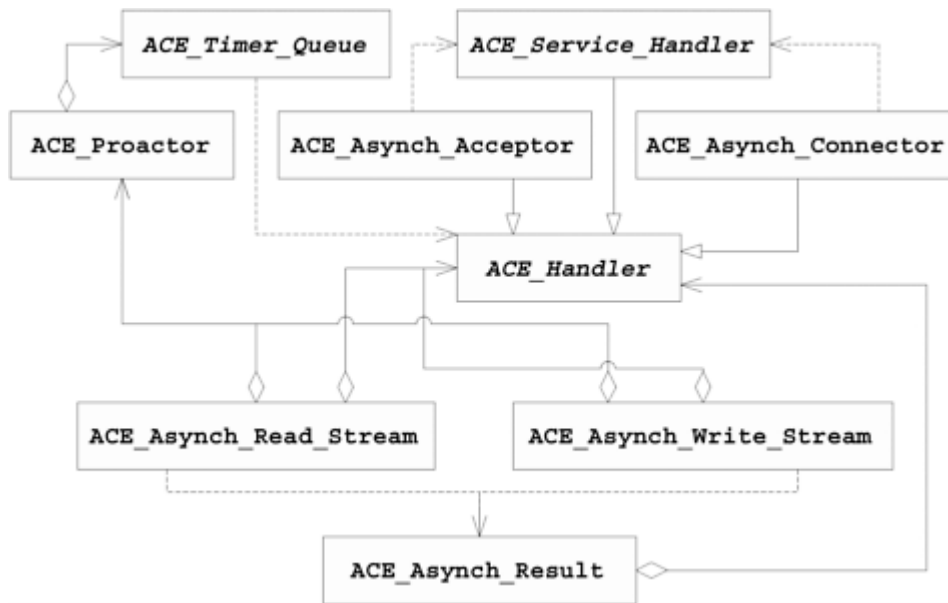 ACE_Timer_Queue
ACE_Service_Handler
ACE_Proactor
ACE_Asynch_Acceptor
ACE_Asynch_Connector
ACE_Handler
ACE_Asynch_Read_Stream
ACE_Asynch_Write_Stream
ACE_Asynch_Result